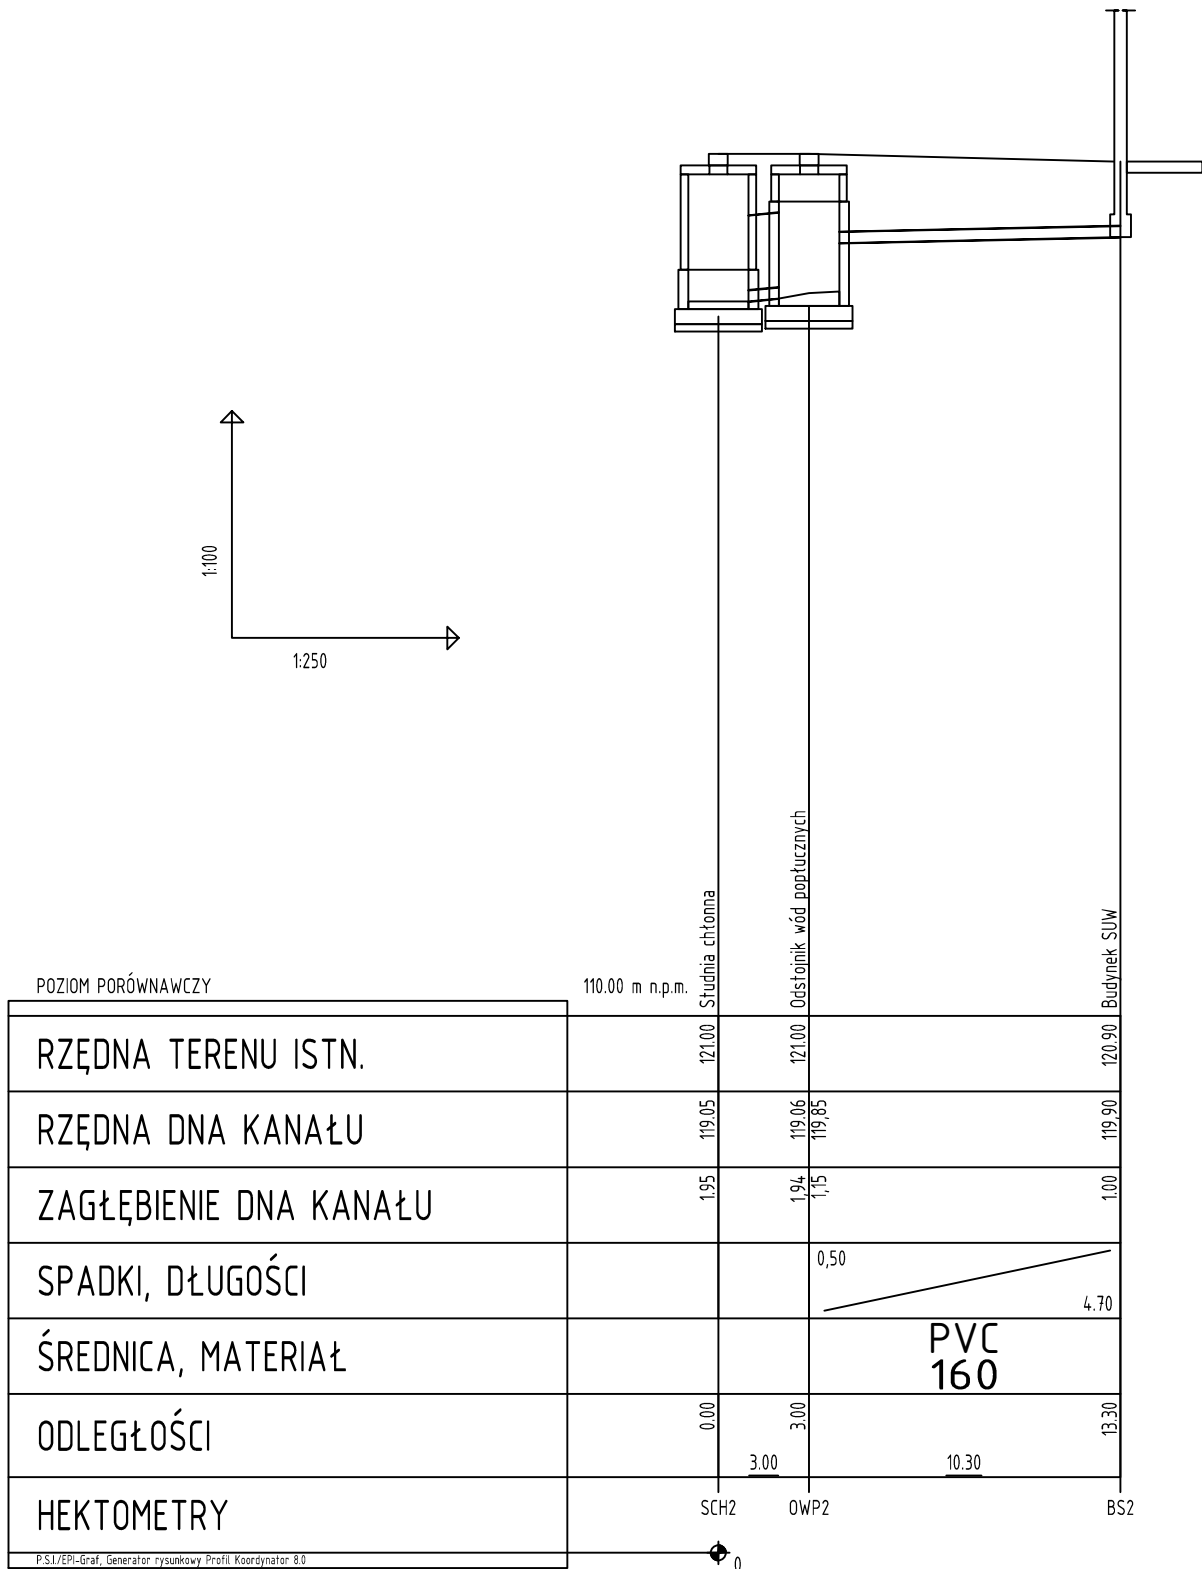 1:100
1:250
Studnia chłonna
Odstojnik wód popłucznych
Budynek SUW
POZIOM PORÓWNAWCZY 110.00 m n.p.m.
RZĘDNA TERENU ISTN. 121.00 121.00 120.90
RZĘDNA DNA KANAŁU 119.05 119.06 119,85 119,90
ZAGŁĘBIENIE DNA KANAŁU 1.95 1,94 1,15 1.00
SPADKI, DŁUGOŚCI 0,50 4.70
ŚREDNICA, MATERIAŁ PVC
160
ODLEGŁOŚCI 0.00 3.00 13.30
3.00 10.30
HEKTOMETRY SCH2 OWP2 BS2
P.S.I./EPI-Graf, Generator rysunkowy Profil Koordynator 8.0 0